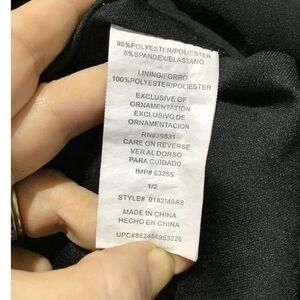 95%POLYESTER/POLIESTER
5%SPANDEX/ELASTANO
LINING/FORRO
100%POLYESTER/POLIESTER
EXCLUSIVE OF
ORNAMENTATION
EXCLUSIVO DE
ORNAMENTACION
RN#39831
CARE ON REVERSE
VER AL DORSO
PARA CUIDADO
IMP# 53255
1/2
STYLE# 9182MSA6
MADE IN CHINA
HECHO EN CHINA
UPC#882486983226